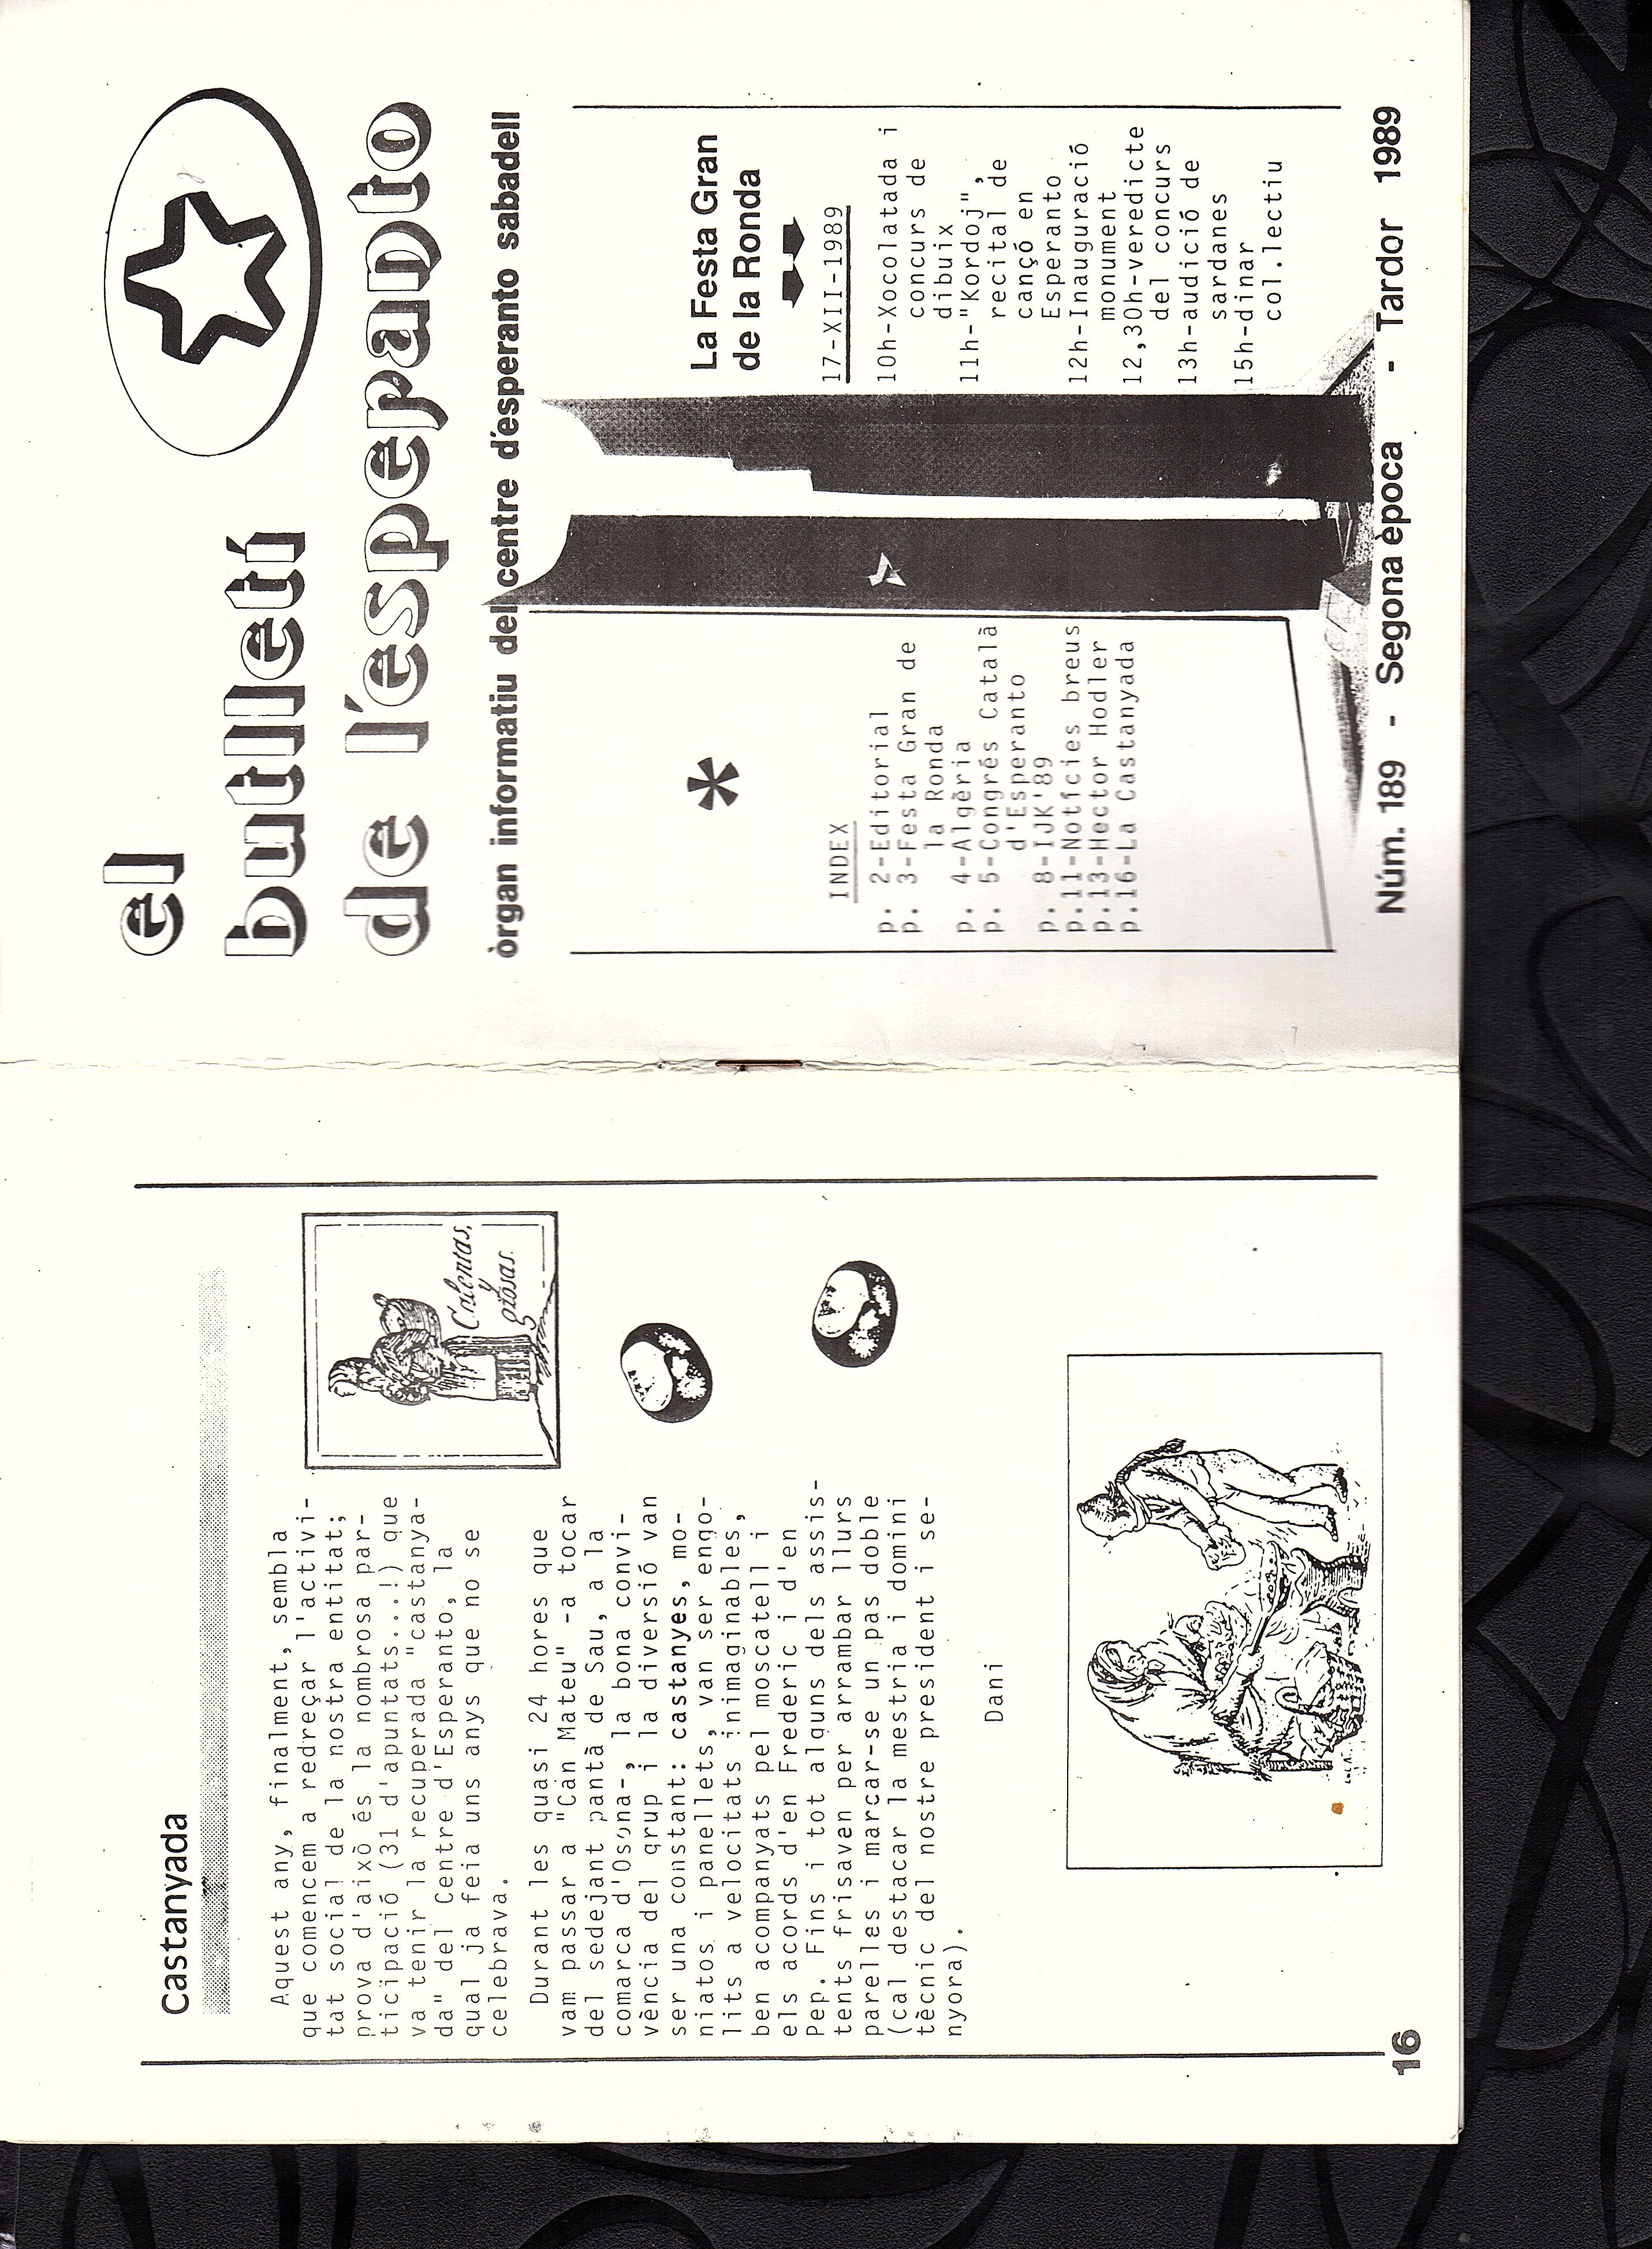 el
butlletí
de l'esperanto
òrgan informatiu del centre d'esperanto sabadell
*
INDEX
p. 2-Editorial
p. 3-Festa Gran de
la Ronda
p. 4-Algèria
p. 5-Congrés Català
d'Esperanto
p. 8-IJK'89
p.11-Notícies breus
p.13-Hector Hodler
p.16-La Castanyada
La Festa Gran
de la Ronda
17-XII-1989
10h-Xocolatada i
concurs de
dibuix
11h-"Kordoj",
recital de
cançó en
Esperanto
12h-Inauguració
monument
12,30h-veredicte
del concurs
13h-audició de
sardanes
15h-dinar
col.lectiu
Núm. 189 - Segona època - Tardor 1989
Castanyada
Aquest any, finalment, sembla
que comencem a redreçar l'activi-
tat social de la nostra entitat;
prova d'això és la nombrosa par-
ticipació (31 d'apuntats...!) que
va tenir la recuperada "castanya-
da" del Centre d'Esperanto, la
qual ja feia uns anys que no se
celebrava.
Durant les quasi 24 hores que
vam passar a "Can Mateu" -a tocar
del sedejant pantà de Sau, a la
comarca d'Osona-, la bona convi-
vència del grup i la diversió van
ser una constant: castanyes, mo-
niatos i panellets, van ser engo-
lits a velocitats inimaginables,
ben acompanyats pel moscatell i
els acords d'en Frederic i d'en
Pep. Fins i tot alguns dels assis-
tents frisaven per arrambar llurs
parelles i marcar-se un pas doble
(cal destacar la mestria i domini
tècnic del nostre president i se-
nyora).
Dani
Calentas,
y
gtosas.
16